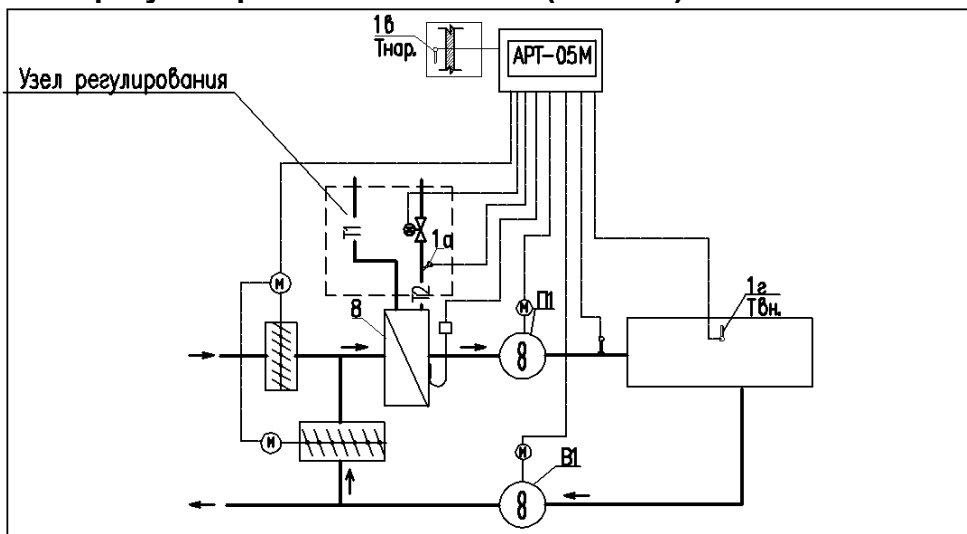 1в
Тнар.
АРТ-05М
Узел регулирования
Т1
1а
Т2
8
М
П1
М
1г
Твн.
М
М
В1